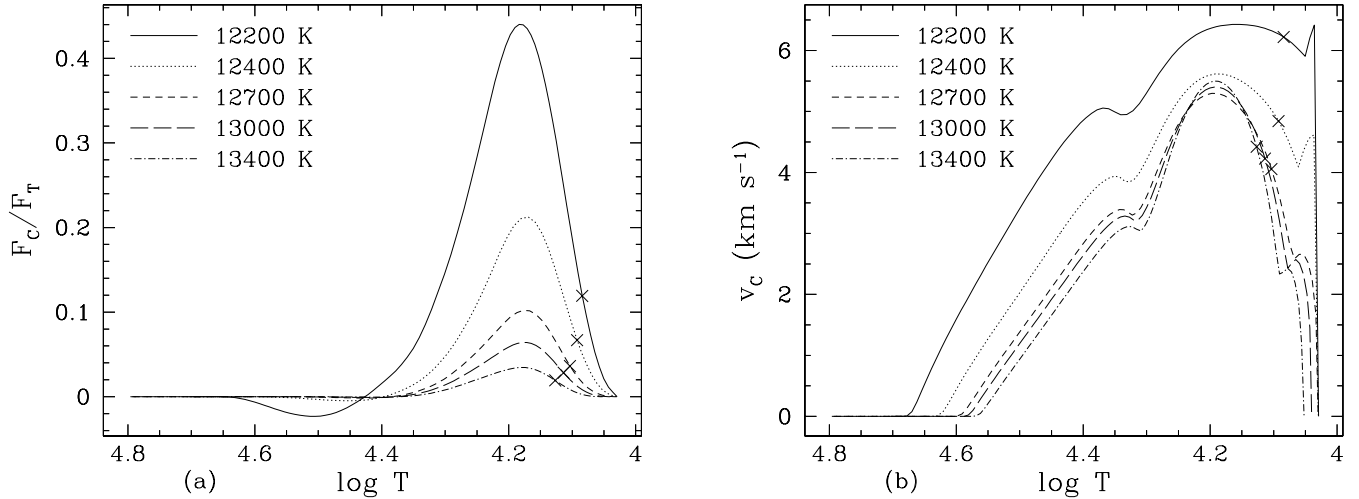 12200 K
12400 K
12700 K
13000 K
13400 K
F_C/F_T
0.4
0.3
0.2
0.1
0
4.8
4.6
4.4
4.2
4
(a)
log T
12200 K
12400 K
12700 K
13000 K
13400 K
v_C (km s⁻¹)
6
4
2
0
4.8
4.6
4.4
4.2
4
(b)
log T